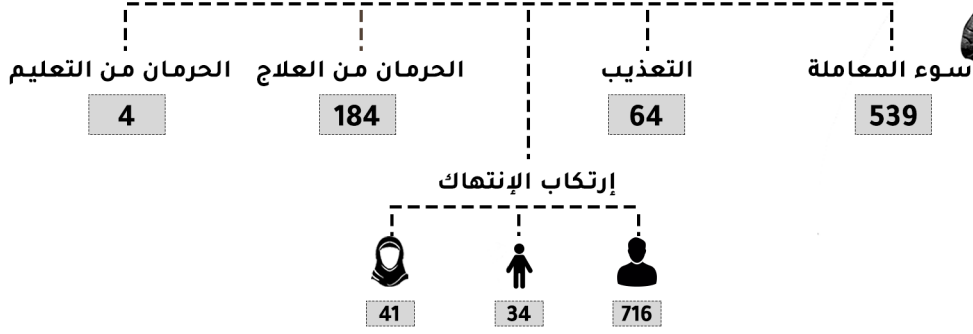 سوء المعاملة
539
التعذيب
64
الحرمان من العلاج
184
الحرمان من التعليم
4
إرتكاب الإنتهاك
716
34
41